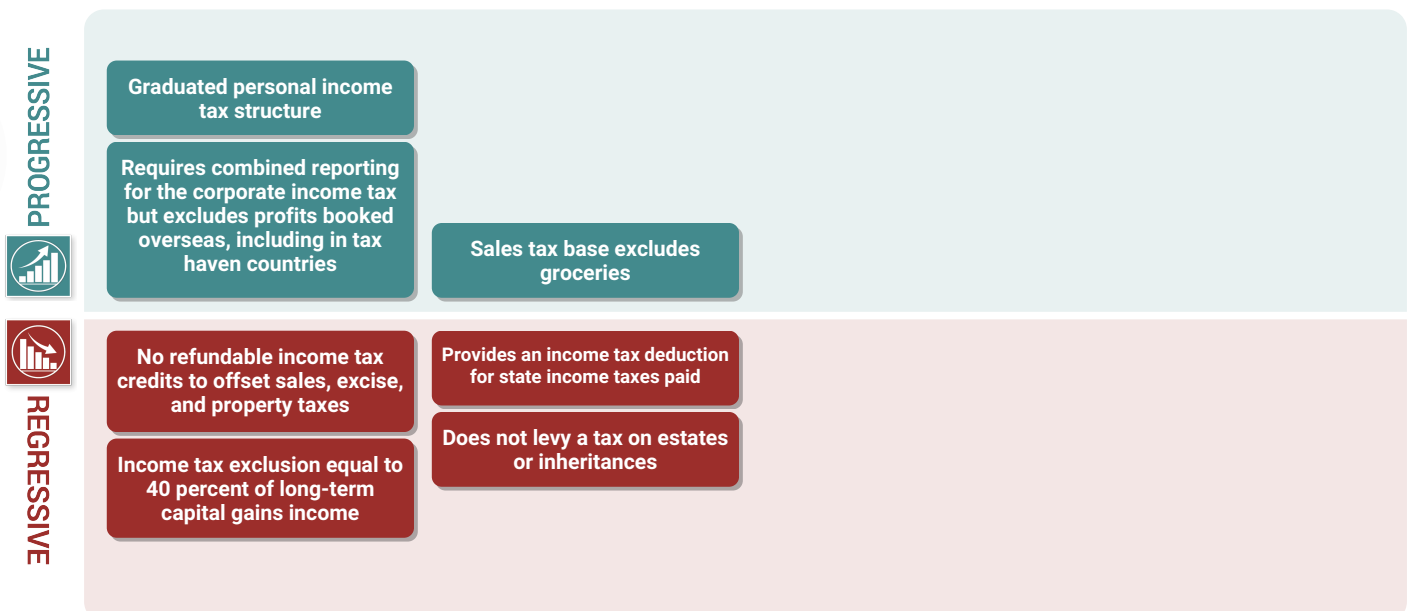 PROGRESSIVE
Graduated personal income
tax structure
Requires combined reporting
for the corporate income tax
but excludes profits booked
overseas, including in tax
haven countries
Sales tax base excludes
groceries
REGRESSIVE
No refundable income tax
credits to offset sales, excise,
and property taxes
Income tax exclusion equal to
40 percent of long-term
capital gains income
Provides an income tax deduction
for state income taxes paid
Does not levy a tax on estates
or inheritances